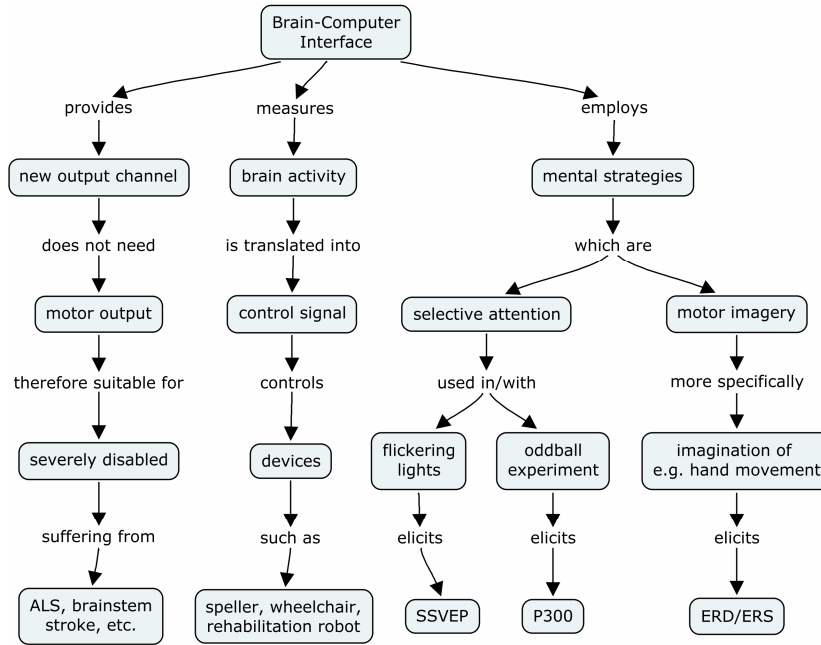 Brain-Computer
Interface
provides
measures
employs
new output channel
brain activity
mental strategies
does not need
is translated into
which are
motor output
control signal
selective attention
motor imagery
therefore suitable for
controls
used in/with
more specifically
severely disabled
devices
flickering
lights
oddball
experiment
imagination of
e.g. hand movement
suffering from
such as
elicits
elicits
elicits
ALS, brainstem
stroke, etc.
speller, wheelchair,
rehabilitation robot
SSVEP
P300
ERD/ERS